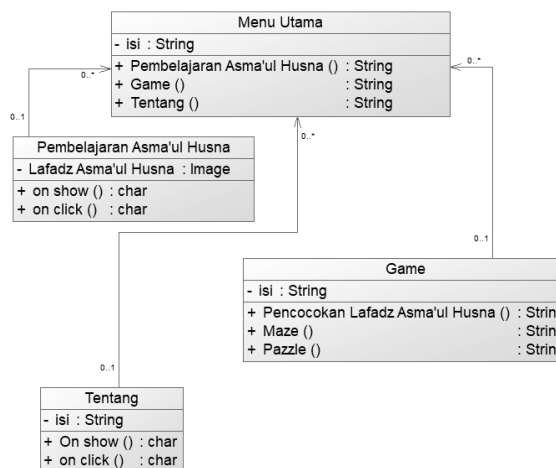 Menu Utama
- isi : String
+ Pembelajaran Asma'ul Husna () : String
+ Game () : String
+ Tentang () : String
0..*
0..*
0..*
0..1
Pembelajaran Asma'ul Husna
- Lafadz Asma'ul Husna : Image
+ on show () : char
+ on click () : char
0..1
Game
- isi : String
+ Pencocokan Lafadz Asma'ul Husna () : Strin
+ Maze () : Strin
+ Pazzle () : Strin
0..1
Tentang
- isi : String
+ On show () : char
+ on click () : char